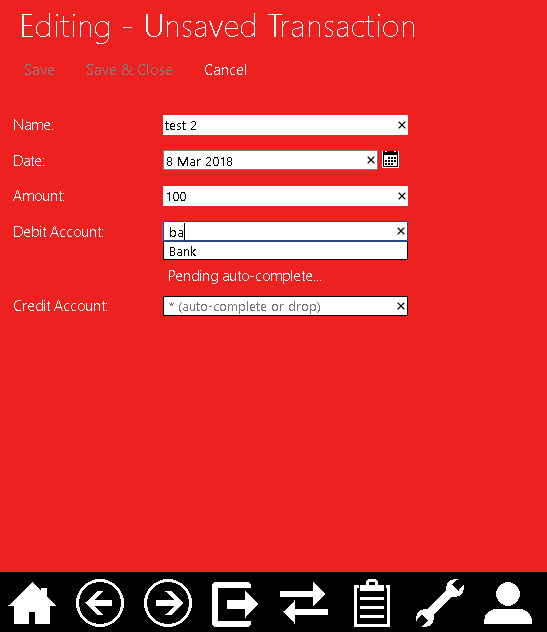 Editing - Unsaved Transaction
Save Save & Close Cancel
Name: test 2
Date: 8 Mar 2018
Amount: 100
Debit Account: ba
Bank
Pending auto-complete...
Credit Account: * (auto-complete or drop)